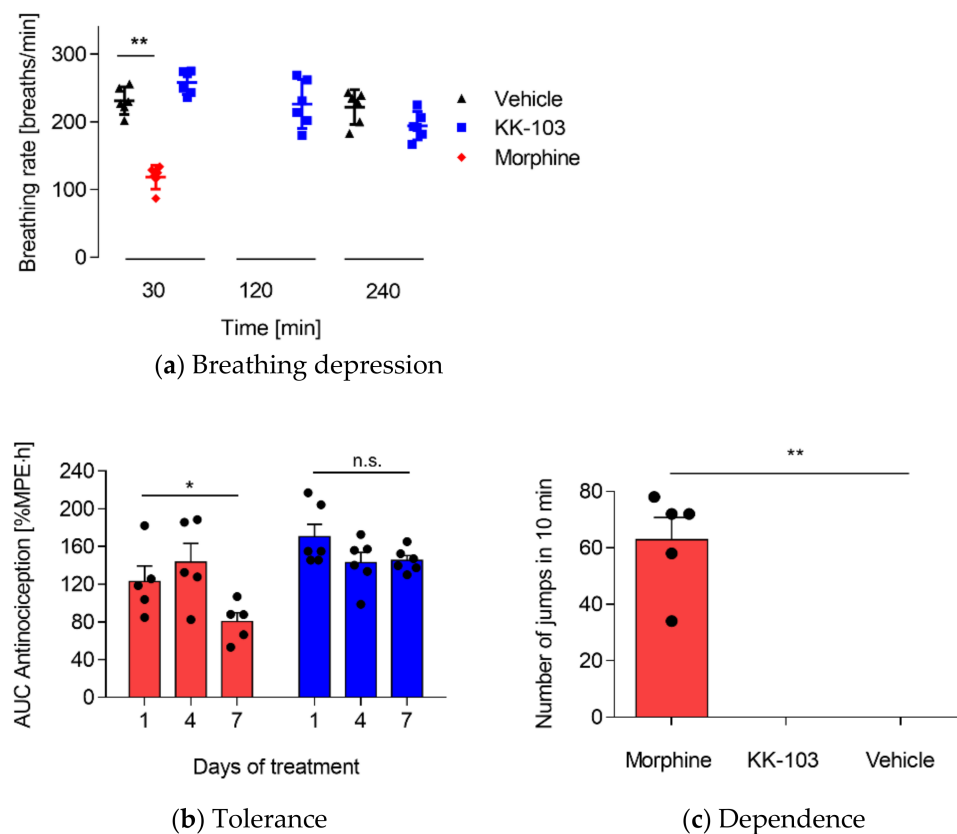 **
Breathing rate [breaths/min]
300
200
100
0
Vehicle
KK-103
Morphine
30 120 240
Time [min]
(a) Breathing depression
AUC Antinociception [%MPE·h]
240
200
160
120
80
40
0
*
n.s.
1 4 7 1 4 7
Days of treatment
(b) Tolerance
Number of jumps in 10 min
**
80
60
40
20
0
Morphine KK-103 Vehicle
(c) Dependence